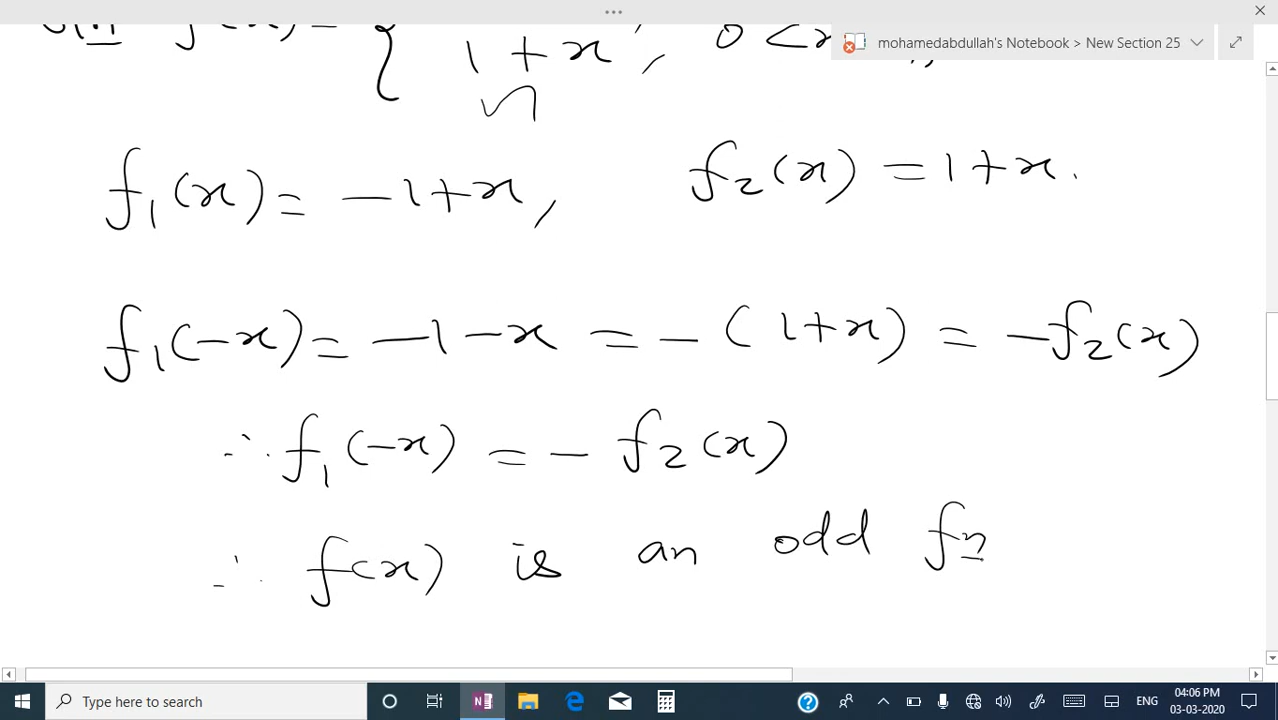 mohamedabdullah's Notebook > New Section 25
f(x) = {
1 + x, 0 < x
f₁(x) = -1+x, f₂(x) = 1+x.
f₁(-x) = -1-x = -(1+x) = -f₂(x)
∴ f₁(-x) = - f₂(x)
∴ f(x) is an odd fn
Type here to search
ENG
04:06 PM
03-03-2020